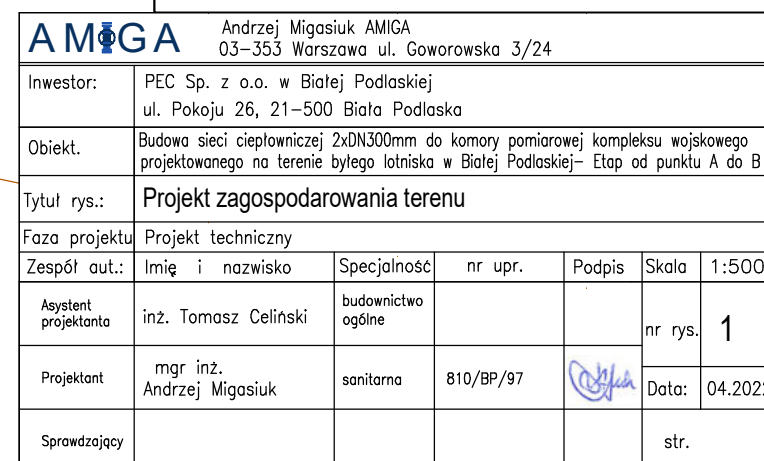 AMIGA
Andrzej Migasiuk AMIGA
03-353 Warszawa ul. Goworowska 3/24
Inwestor:
PEC Sp. z o.o. w Białej Podlaskiej
ul. Pokoju 26, 21-500 Biała Podlaska
Obiekt.
Budowa sieci ciepłowniczej 2xDN300mm do komory pomiarowej kompleksu wojskowego
projektowanego na terenie byłego lotniska w Białej Podlaskiej- Etap od punktu A do B
Tytuł rys.:
Projekt zagospodarowania terenu
Faza projektu
Projekt techniczny
Zespół aut.: Imię i nazwisko Specjalność nr upr. Podpis Skala 1:500
Asystent
projektanta
inż. Tomasz Celiński
budownictwo
ogólne
nr rys. 1
Projektant
mgr inż.
Andrzej Migasiuk
sanitarna
810/BP/97
Data: 04.202
Sprawdzający
str.